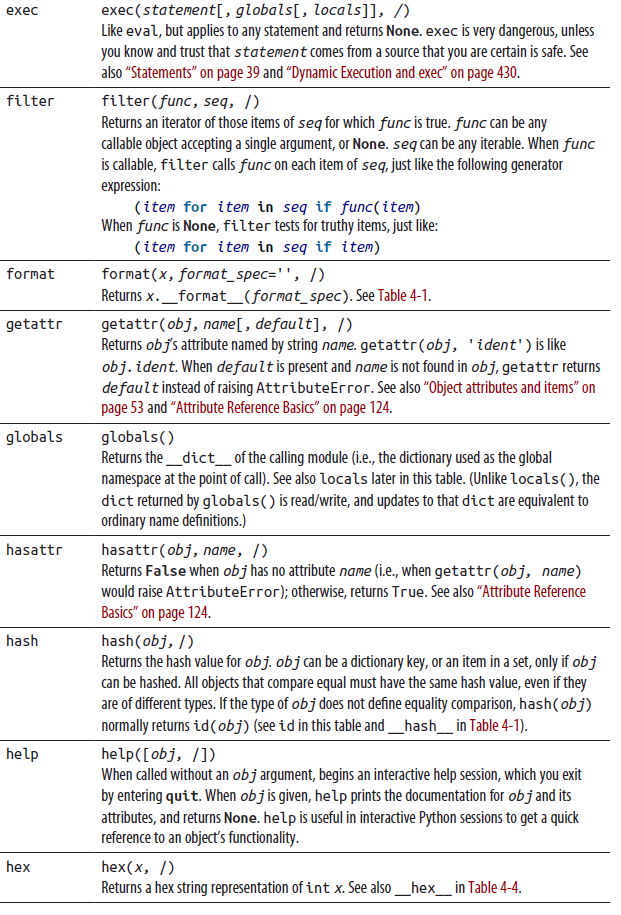 exec exec(statement[, globals[, locals]], /)
Like eval, but applies to any statement and returns None. exec is very dangerous, unless
you know and trust that statement comes from a source that you are certain is safe. See
also “Statements” on page 39 and “Dynamic Execution and exec” on page 430.
filter filter(func, seq, /)
Returns an iterator of those items of seq for which func is true. func can be any
callable object accepting a single argument, or None. seq can be any iterable. When func
is callable, filter calls func on each item of seq, just like the following generator
expression:
(item for item in seq if func(item)
When func is None, filter tests for truthy items, just like:
(item for item in seq if item)
format format(x, format_spec='', /)
Returns x.__format__(format_spec). See Table 4-1.
getattr getattr(obj, name[, default], /)
Returns obj’s attribute named by string name. getattr(obj, 'ident') is like
obj.ident. When default is present and name is not found in obj, getattr returns
default instead of raising AttributeError. See also “Object attributes and items” on
page 53 and “Attribute Reference Basics” on page 124.
globals globals()
Returns the __dict__ of the calling module (i.e., the dictionary used as the global
namespace at the point of call). See also locals later in this table. (Unlike locals(), the
dict returned by globals() is read/write, and updates to that dict are equivalent to
ordinary name definitions.)
hasattr hasattr(obj, name, /)
Returns False when obj has no attribute name (i.e., when getattr(obj, name)
would raise AttributeError); otherwise, returns True. See also “Attribute Reference
Basics” on page 124.
hash hash(obj, /)
Returns the hash value for obj. obj can be a dictionary key, or an item in a set, only if obj
can be hashed. All objects that compare equal must have the same hash value, even if they
are of different types. If the type of obj does not define equality comparison, hash(obj)
normally returns id(obj) (see id in this table and __hash__ in Table 4-1).
help help([obj, /])
When called without an obj argument, begins an interactive help session, which you exit
by entering quit. When obj is given, help prints the documentation for obj and its
attributes, and returns None. help is useful in interactive Python sessions to get a quick
reference to an object’s functionality.
hex hex(x, /)
Returns a hex string representation of int x. See also __hex__ in Table 4-4.